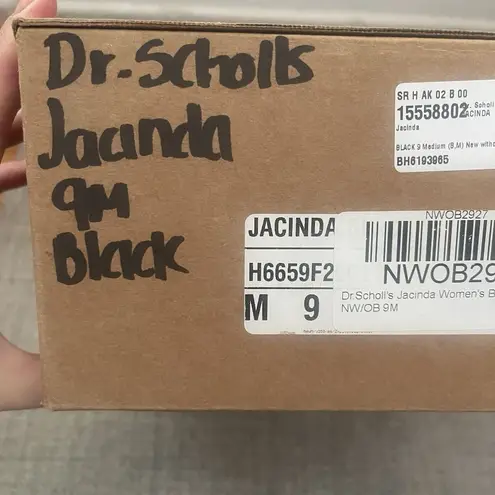 Dr. Scholls
Jacinda
9M
Black
SR H AK 02 B 00
15558802
Jacinda
BLACK 9 Medium (B,M) New witho
BH6193965
JACINDA
H6659F2
M 9
NWOB2927
NWOB29
Dr.Scholl's Jacinda Women's B
NW/OB 9M